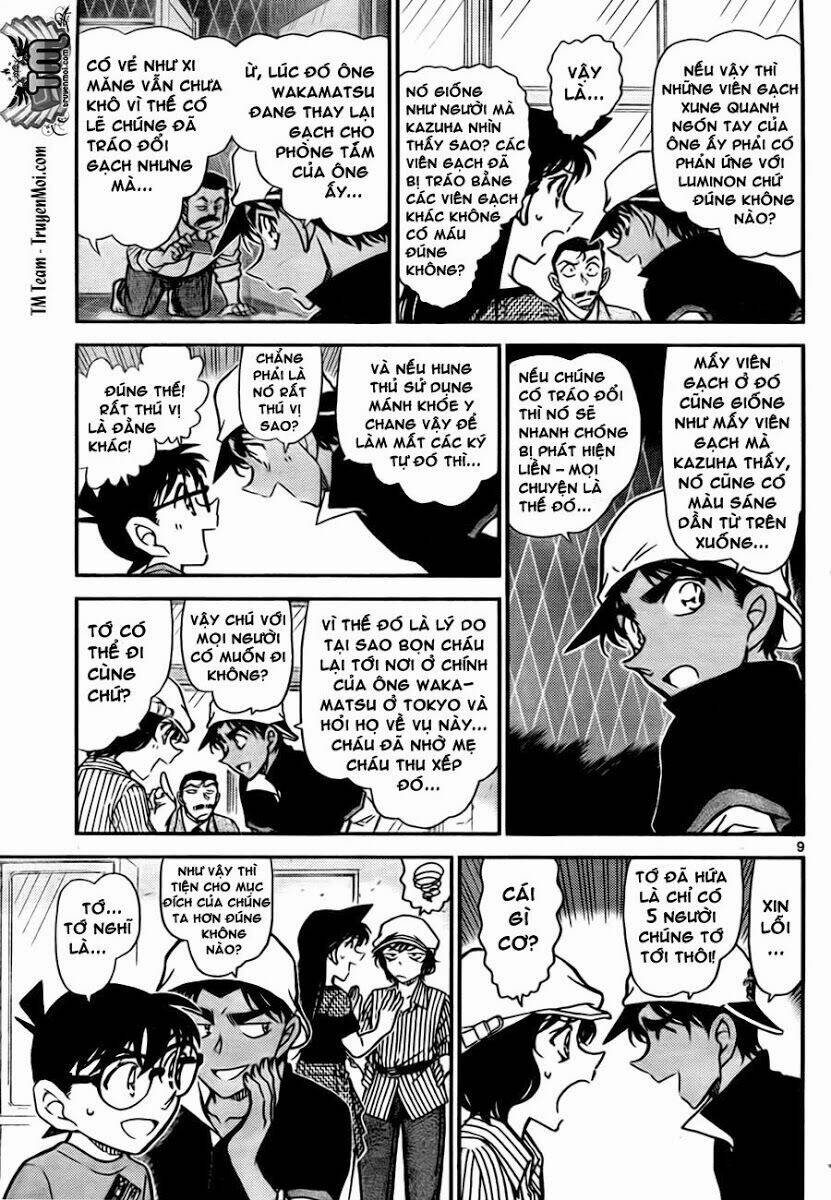 NẾU VẬY THÌ
NHỮNG VIÊN GẠCH
XUNG QUANH
NGÓN TAY CỦA
ÔNG ẤY PHẢI CÓ
PHẢN ỨNG VỚI
LUMINON CHỨ
ĐÚNG KHÔNG
NÀO?
VẬY
LÀ...
NÓ GIỐNG
NHƯ NGƯỜI MÀ
KAZUHA NHÌN
THẤY SAO? CÁC
VIÊN GẠCH ĐÃ
BỊ TRÁO BẰNG
CÁC VIÊN GẠCH
KHÁC KHÔNG
CÓ MÁU
ĐÚNG
KHÔNG?
Ừ, LÚC ĐÓ ÔNG
WAKAMATSU
ĐANG THAY LẠI
GẠCH CHO
PHÒNG TẮM
CỦA ÔNG
ẤY...
CÓ VẺ NHƯ XI
MĂNG VẪN CHƯA
KHÔ VÌ THẾ CÓ
LẼ CHÚNG ĐÃ
TRÁO ĐỔI
GẠCH NHƯNG
MÀ...
TM
truyenmoi.com
TM Team - TruyenMoi.com
MẤY VIÊN
GẠCH Ở ĐÓ
CŨNG GIỐNG
NHƯ MẤY VIÊN
GẠCH MÀ
KAZUHA THẤY,
NÓ CŨNG CÓ
MÀU SÁNG
DẦN TỪ TRÊN
XUỐNG...
NẾU CHÚNG
CÓ TRÁO ĐỔI
THÌ NÓ SẼ
NHANH CHÓNG
BỊ PHÁT HIỆN
LIỀN – MỌI
CHUYỆN LÀ
THẾ ĐÓ...
VÀ NẾU HUNG
THỦ SỬ DỤNG
MÁNH KHÓE Y
CHANG VẬY ĐỂ
LÀM MẤT CÁC KÝ
TỰ ĐÓ THÌ...
CHẲNG
PHẢI LÀ
NÓ RẤT
THÚ VỊ
SAO?
ĐÚNG THẾ!
RẤT THÚ VỊ
LÀ ĐẰNG
KHÁC!
VÌ THẾ ĐÓ LÀ LÝ DO
TẠI SAO BỌN CHÁU
LẠI TỚI NƠI Ở CHÍNH
CỦA ÔNG WAKA-
MATSU Ở TOKYO VÀ
HỎI HỌ VỀ VỤ NÀY...
CHÁU ĐÃ NHỜ MẸ
CHÁU THU XẾP
ĐÓ...
VẬY CHÚ VỚI
MỌI NGƯỜI
CÓ MUỐN ĐI
KHÔNG?
TỚ CÓ
THỂ ĐI
CÙNG
CHỨ?
9
XIN
LỖI
...
TỚ ĐÃ HỨA
LÀ CHỈ CÓ
5 NGƯỜI
CHÚNG TỚ
TỚI THÔI!
CÁI
GÌ
CƠ?
NHƯ VẬY THÌ
TIỆN CHO MỤC
ĐÍCH CỦA CHÚNG
TA HƠN ĐÚNG
KHÔNG
NÀO?
TỚ...
TỚ NGHĨ
LÀ...